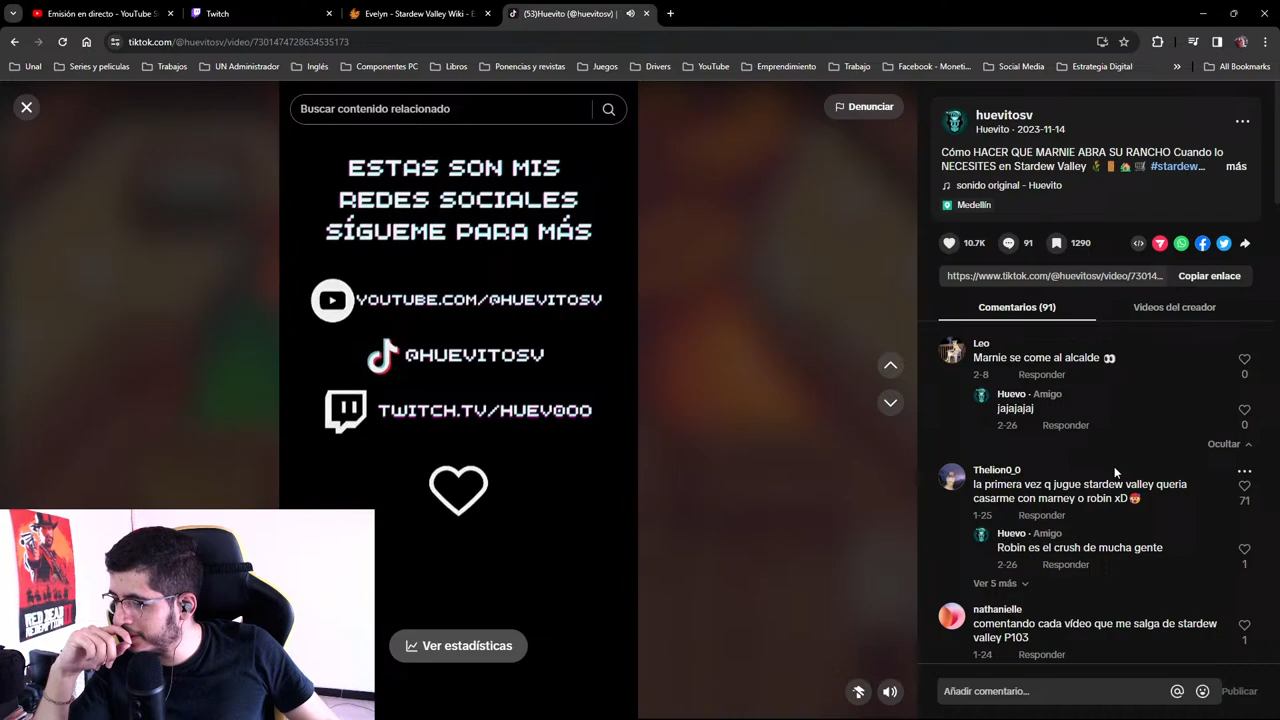 Emisión en directo - YouTube S
Twitch
Evelyn - Stardew Valley Wiki - E
(53)Huevito (@huevitosv) |
tiktok.com/@huevitosv/video/7301474728634535173
Unal
Series y peliculas
Trabajos
UN Administrador
Inglés
Componentes PC
Libros
Ponencias y revistas
Juegos
Drivers
YouTube
Emprendimiento
Trabajo
Facebook - Moneti...
Social Media
Estrategia Digital
»
All Bookmarks
Buscar contenido relacionado
Denunciar
ESTAS SON MIS
REDES SOCIALES
SÍGUEME PARA MÁS
YOUTUBE.COM/@HUEVITOSV
@HUEVITOSV
TWITCH.TV/HUEV000
Ver estadísticas
RED DEAD
REDEMPTION II
huevitosv
Huevito · 2023-11-14
Cómo HACER QUE MARNIE ABRA SU RANCHO Cuando lo
NECESITES en Stardew Valley #stardew... más
sonido original - Huevito
Medellín
10.7K
91
1290
https://www.tiktok.com/@huevitosv/video/73014...
Copiar enlace
Comentarios (91)
Videos del creador
Leo
Marnie se come al alcalde 👀
2-8 Responder
0
Huevo · Amigo
jajajajaj
2-26 Responder
0
Ocultar
Thelion0_0
la primera vez q jugue stardew valley queria
casarme con marney o robin xD
71
1-25 Responder
Huevo · Amigo
Robin es el crush de mucha gente
2-26 Responder
1
Ver 5 más
nathanielle
comentando cada vídeo que me salga de stardew
valley P103
1
1-24 Responder
Añadir comentario...
Publicar